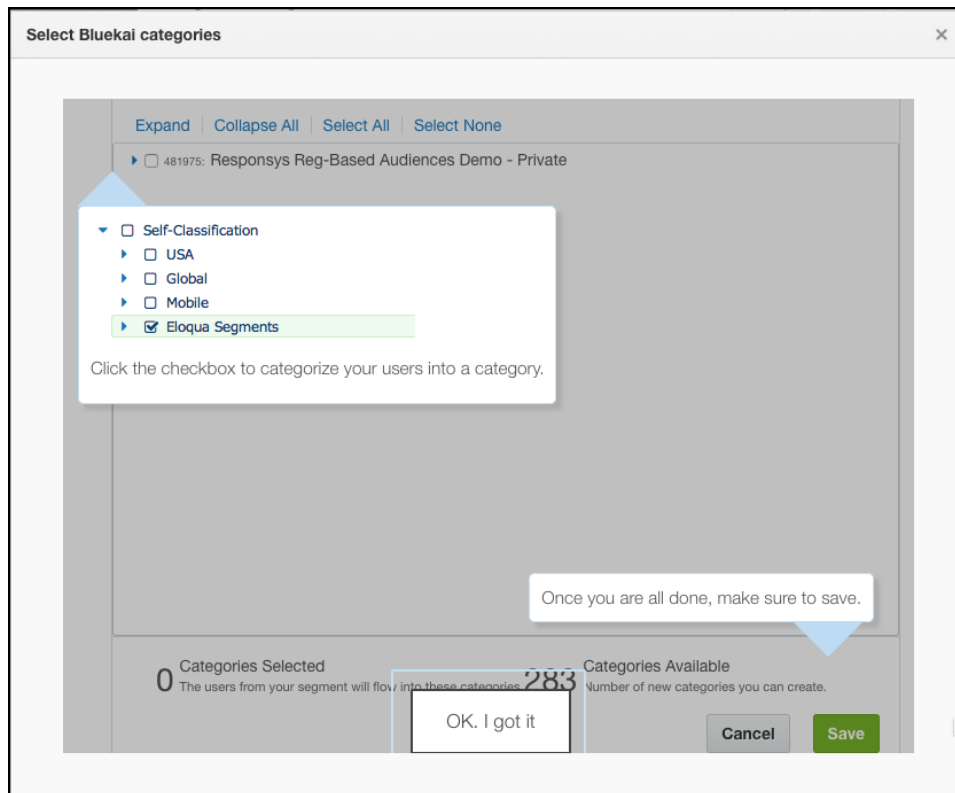 Select Bluekai categories
Expand Collapse All Select All Select None
481975: Responsys Reg-Based Audiences Demo - Private
Self-Classification
USA
Global
Mobile
Eloqua Segments
Click the checkbox to categorize your users into a category.
Once you are all done, make sure to save.
0 Categories Selected
The users from your segment will flow into these categories
283 Categories Available
Number of new categories you can create.
OK. I got it
Cancel Save